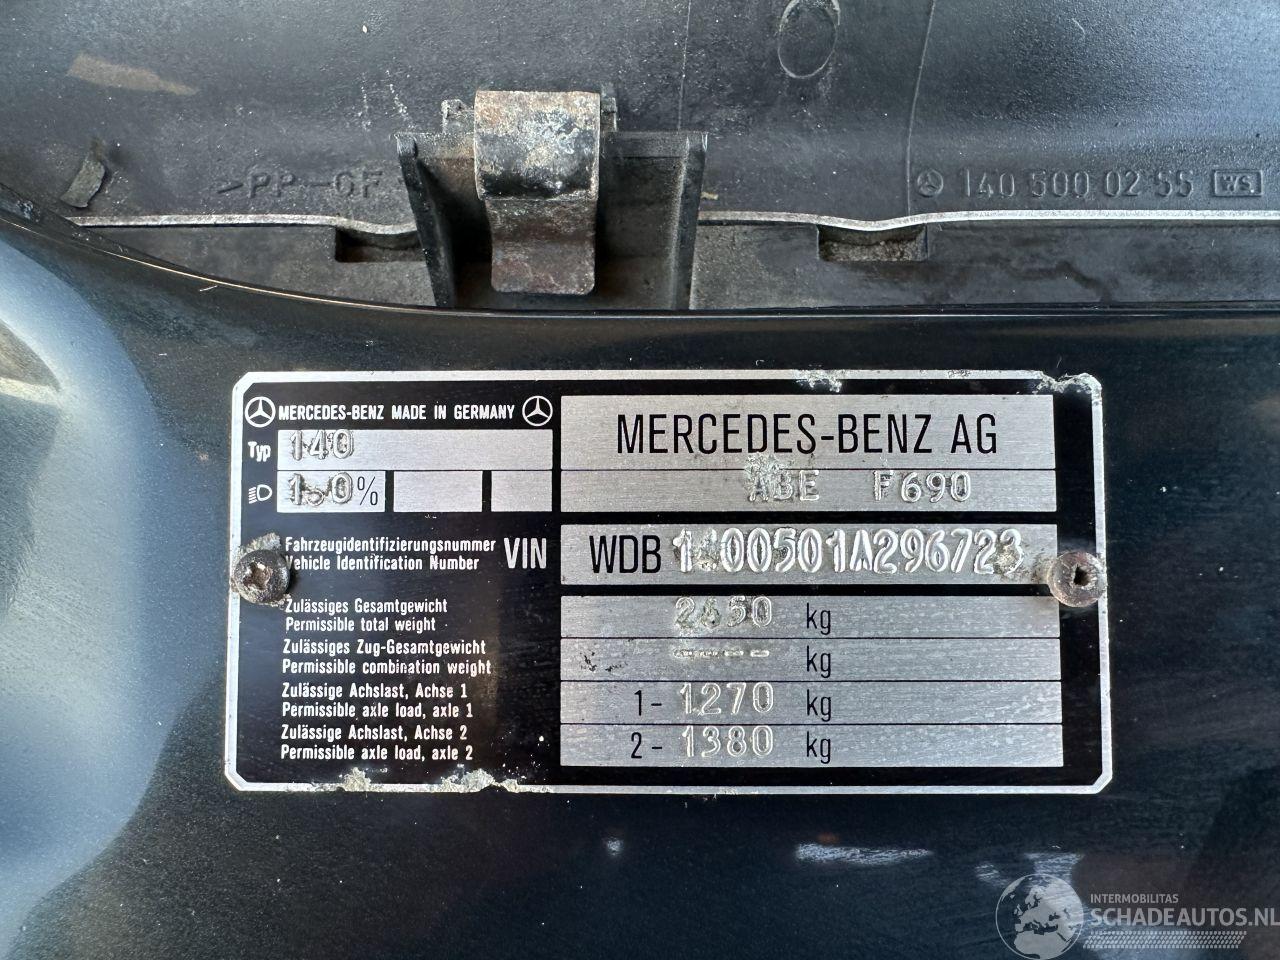 >PP-GF
140 500 02 55 WS.
MERCEDES-BENZ MADE IN GERMANY
MERCEDES-BENZ AG
Typ 140
ABE F690
%
Fahrzeugidentifizierungsnummer
Vehicle Identification Number
VIN
WDB 1400501A296723
Zulässiges Gesamtgewicht
Permissible total weight
2650 kg
Zulässiges Zug-Gesamtgewicht
Permissible combination weight
---- kg
Zulässige Achslast, Achse 1
Permissible axle load, axle 1
1- 1270 kg
Zulässige Achslast, Achse 2
Permissible axle load, axle 2
2- 1380 kg
INTERMOBILITAS
SCHADEAUTOS.NL